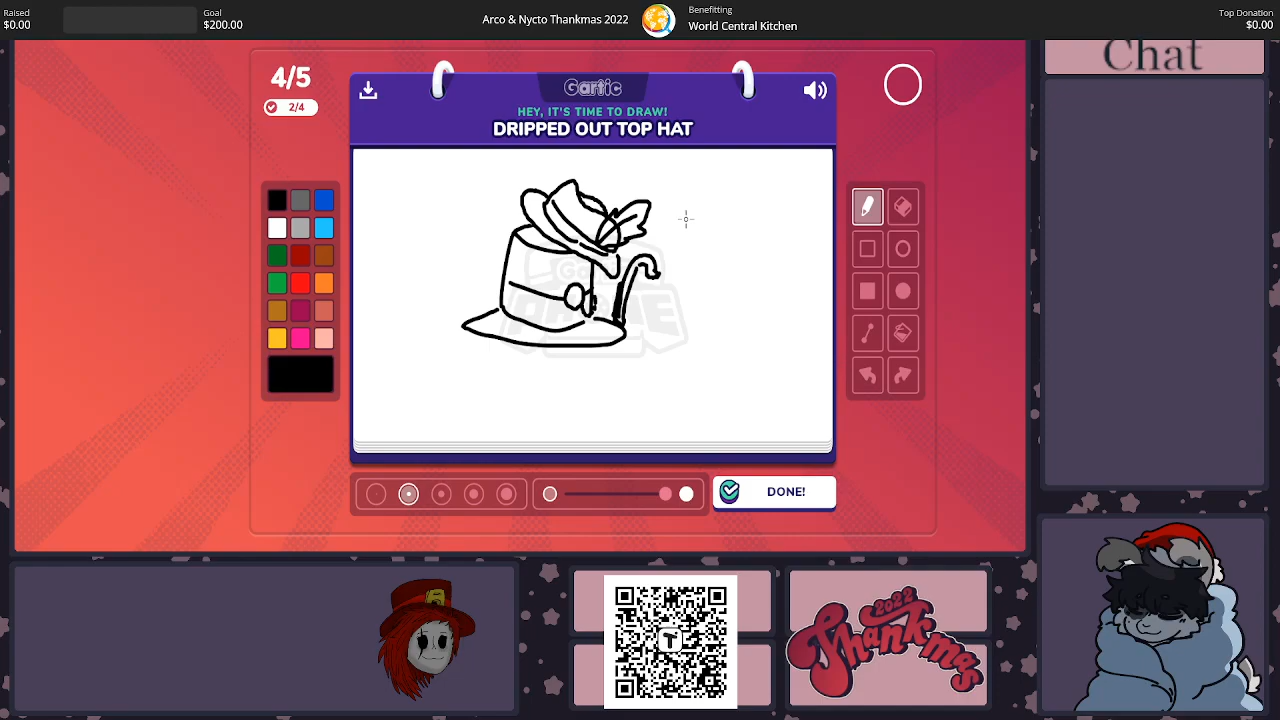 Raised
$0.00
Goal
$200.00
Arco & Nycto Thankmas 2022
Benefitting
World Central Kitchen
Top Donation
$0.00
Chat
4/5
2/4
Gartic
HEY, IT'S TIME TO DRAW!
DRIPPED OUT TOP HAT
PHONE
DONE!
T
2022
Thankmas